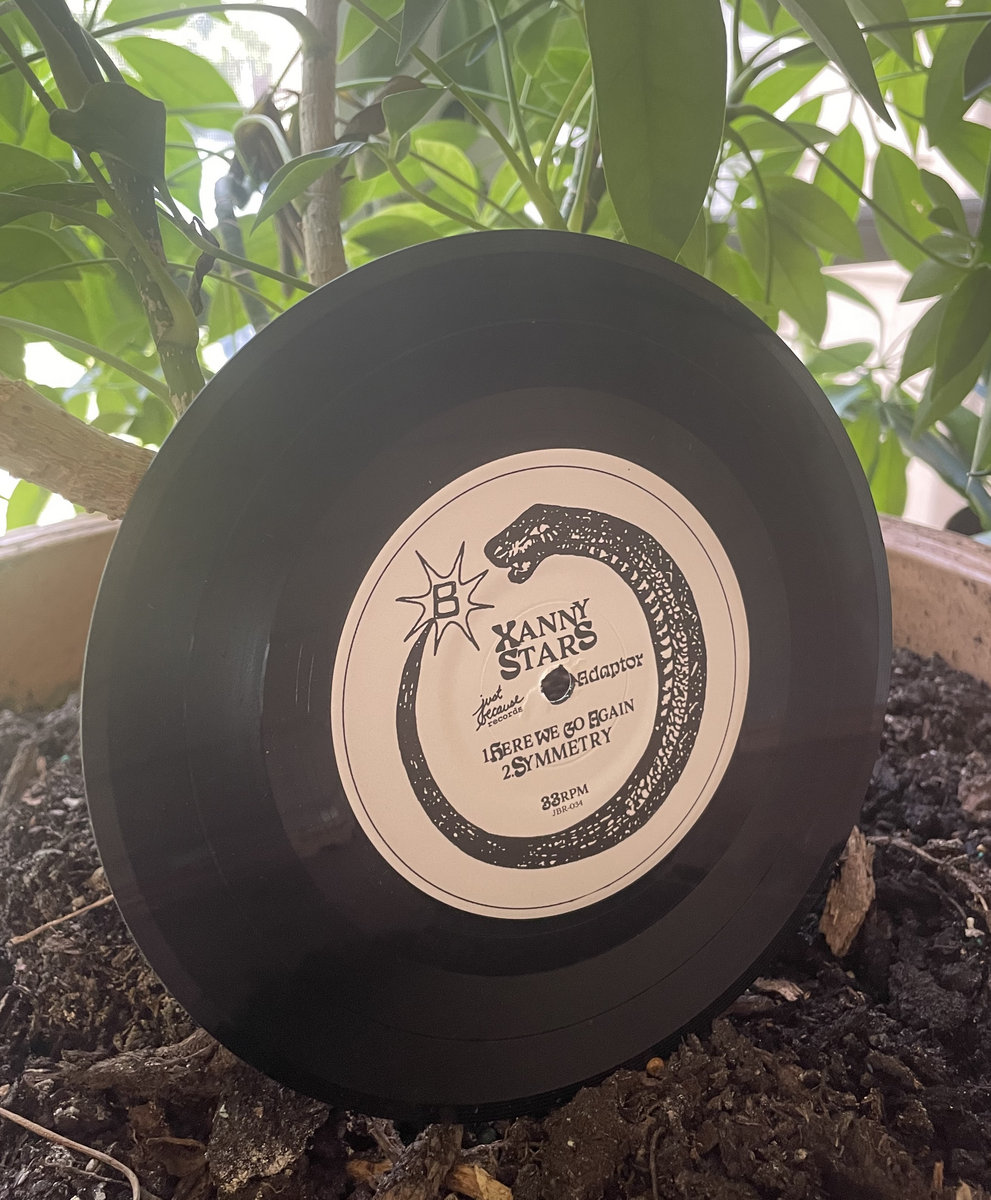 B
XANNY
STARS
Adaptor
just
because
records
1.HERE WE GO AGAIN
2.SYMMETRY
33RPM
JBR-034